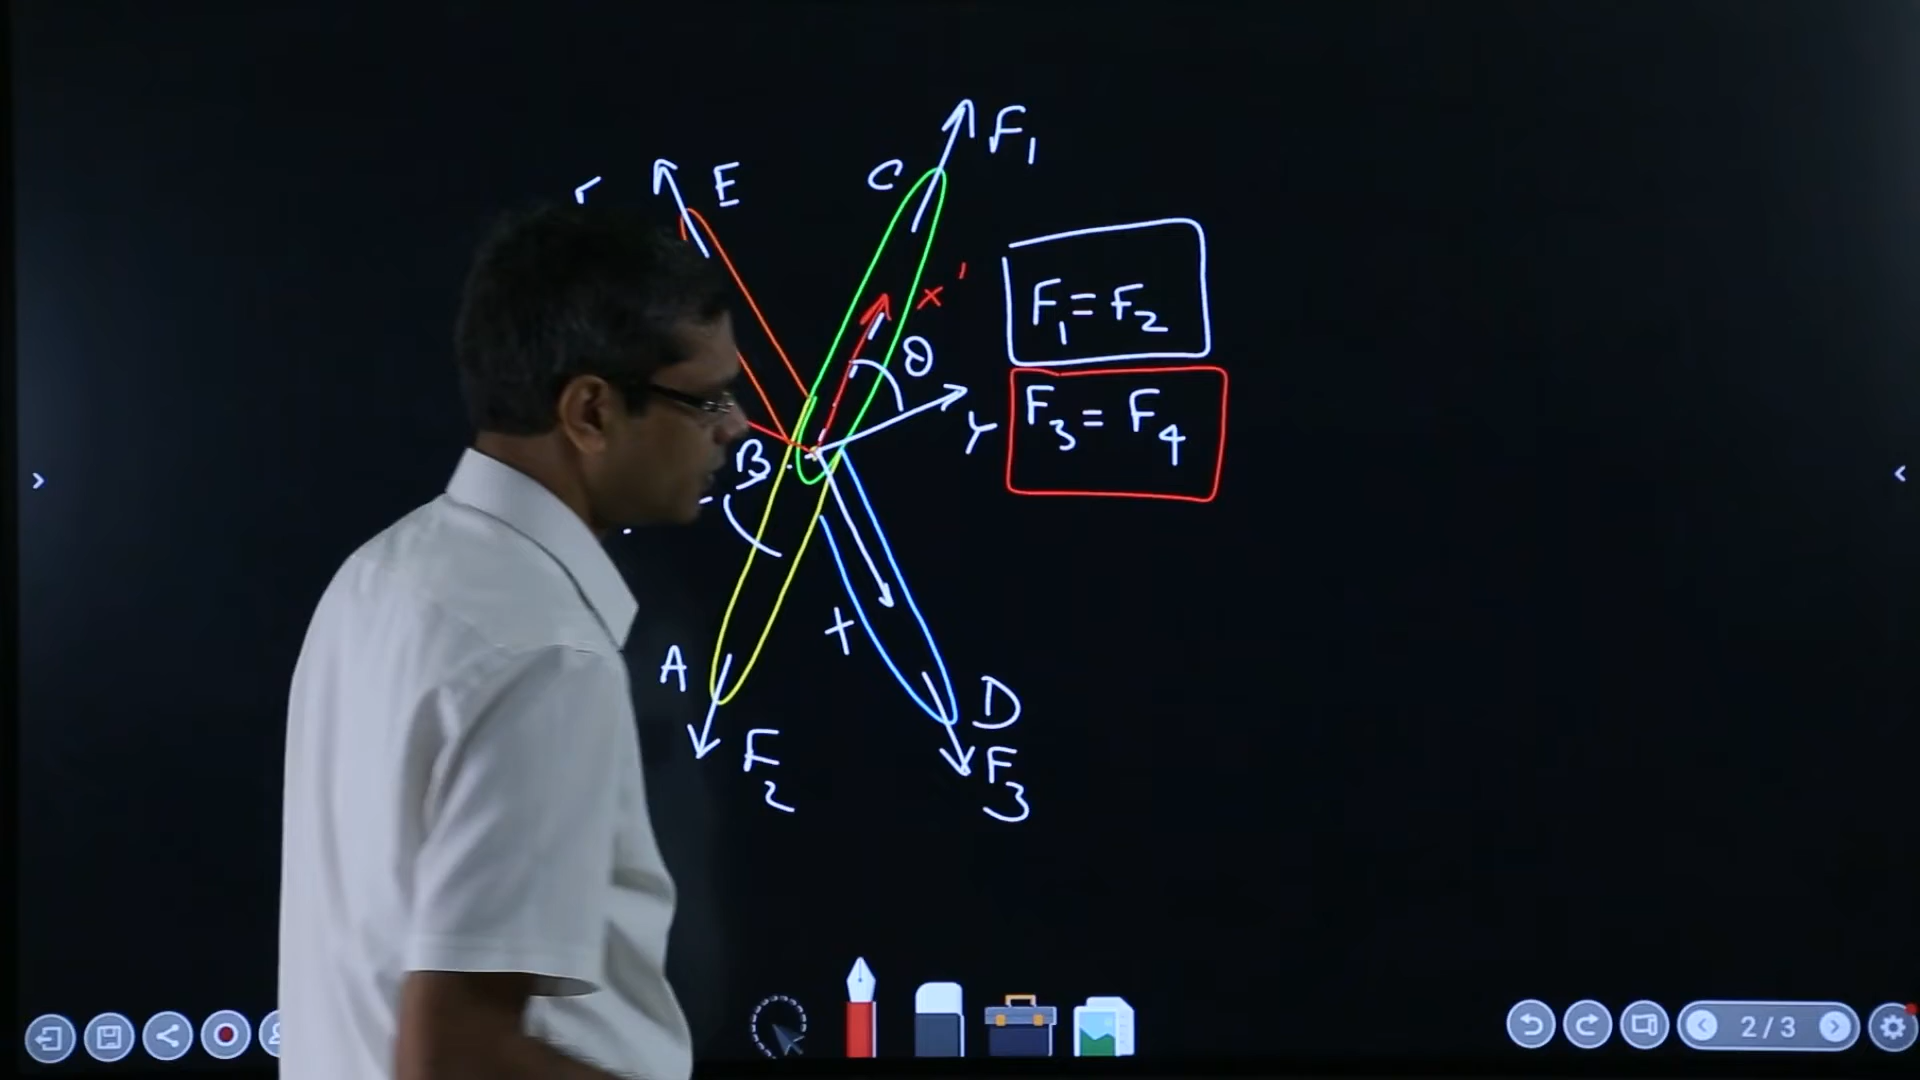 F1
E
C
x'
F1 = F2
θ
F3 = F4
Y
B
+
A
D
F2
F3
2/3